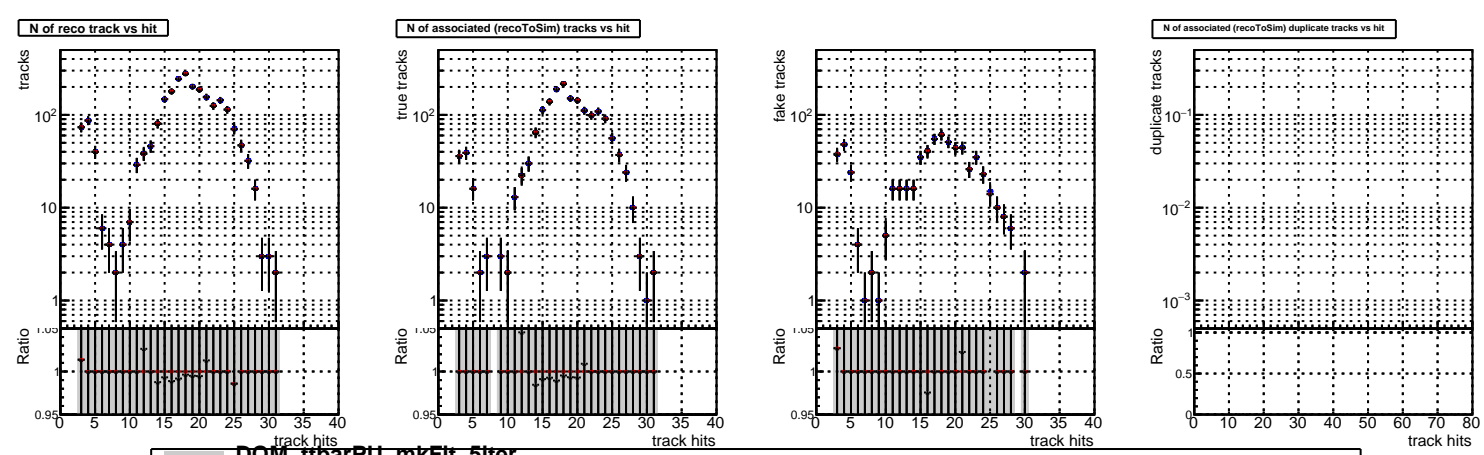 N of reco track vs hit
N of associated (recoToSim) tracks vs hit
N of associated (recoToSim) duplicate tracks vs hit
tracks
10²
10
1
Ratio
1.05
1
0.95
0 5 10 15 20 25 30 35 40
track hits
true tracks
10²
10
1
Ratio
1.05
1
0.95
0 5 10 15 20 25 30 35 40
track hits
fake tracks
10²
10
1
Ratio
1.05
1
0.95
0 5 10 15 20 25 30 35 40
track hits
duplicate tracks
10⁻¹
10⁻²
10⁻³
Ratio
1
0.5
0
0 10 20 30 40 50 60 70 80
track hits
DQM_ttbarPU_mkFit_5iter